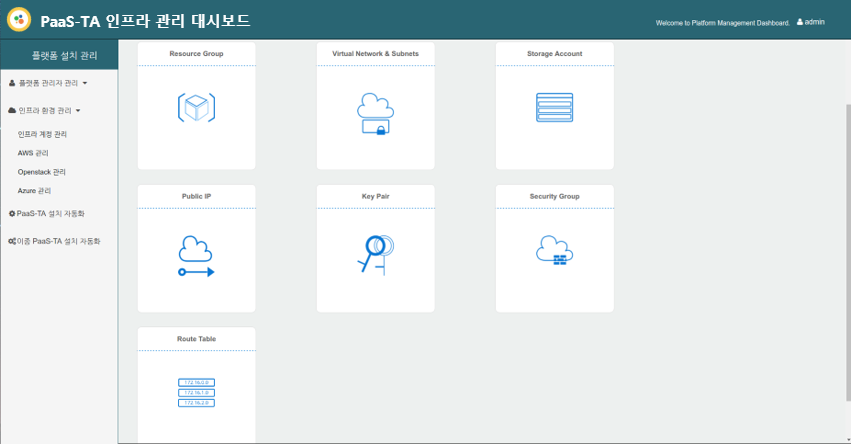 PaaS-TA 인프라 관리 대시보드
Welcome to Platform Management Dashboard. admin
플랫폼 설치 관리
플랫폼 관리자 관리
인프라 환경 관리
인프라 계정 관리
AWS 관리
Openstack 관리
Azure 관리
PaaS-TA 설치 자동화
이종 PaaS-TA 설치 자동화
Resource Group
Virtual Network & Subnets
Storage Account
Public IP
Key Pair
Security Group
Route Table
172.16.0.0
172.16.1.0
172.16.2.0